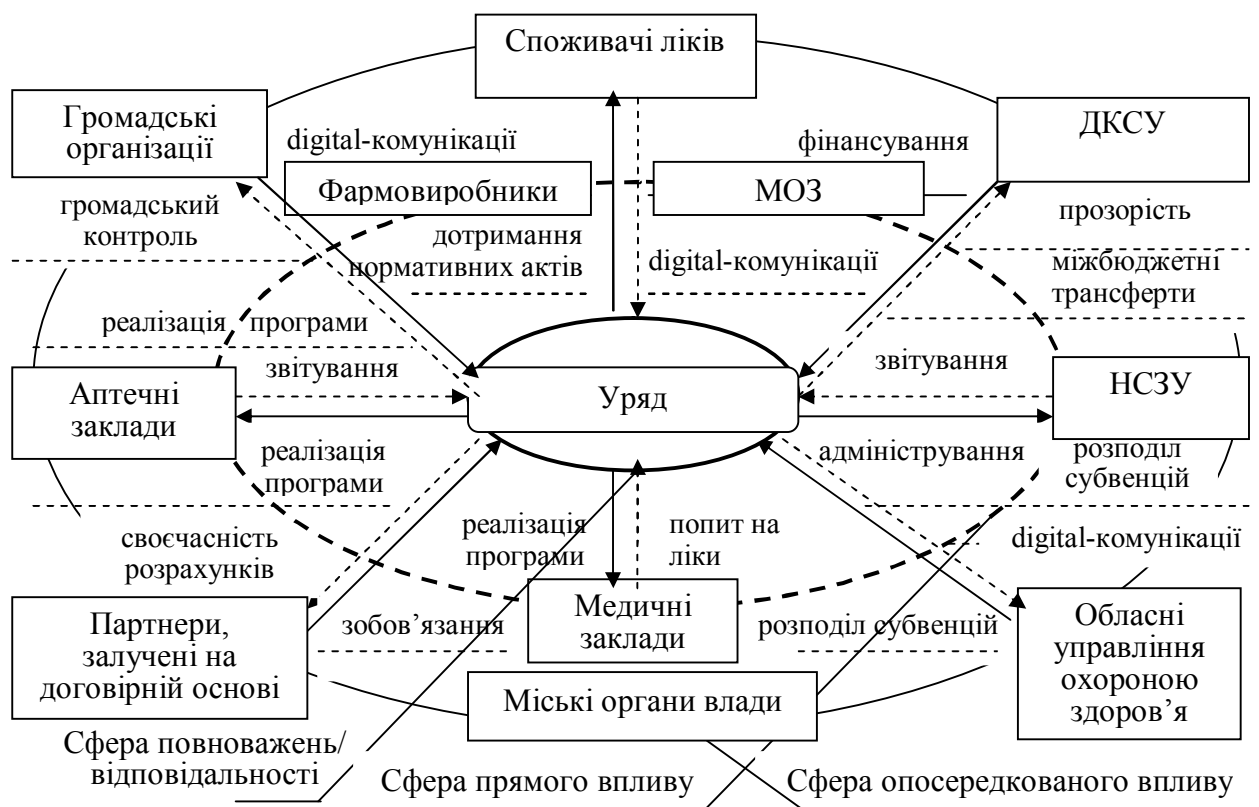 Споживачі ліків
Громадські
організації
ДКСУ
digital-комунікації
фінансування
Фармовиробники
МОЗ
громадський
контроль
прозорість
дотримання
нормативних актів
digital-комунікації
міжбюджетні
трансферти
реалізація програми
звітування
звітування
Аптечні
заклади
Уряд
НСЗУ
реалізація
програми
адміністрування
розподіл
субвенцій
своєчасність
розрахунків
реалізація
програми
попит на
ліки
digital-комунікації
Партнери,
залучені на
договірній основі
зобов’язання
Медичні
заклади
розподіл субвенцій
Обласні
управління
охороною
здоров’я
Міські органи влади
Сфера повноважень/
відповідальності
Сфера прямого впливу
Сфера опосередкованого впливу